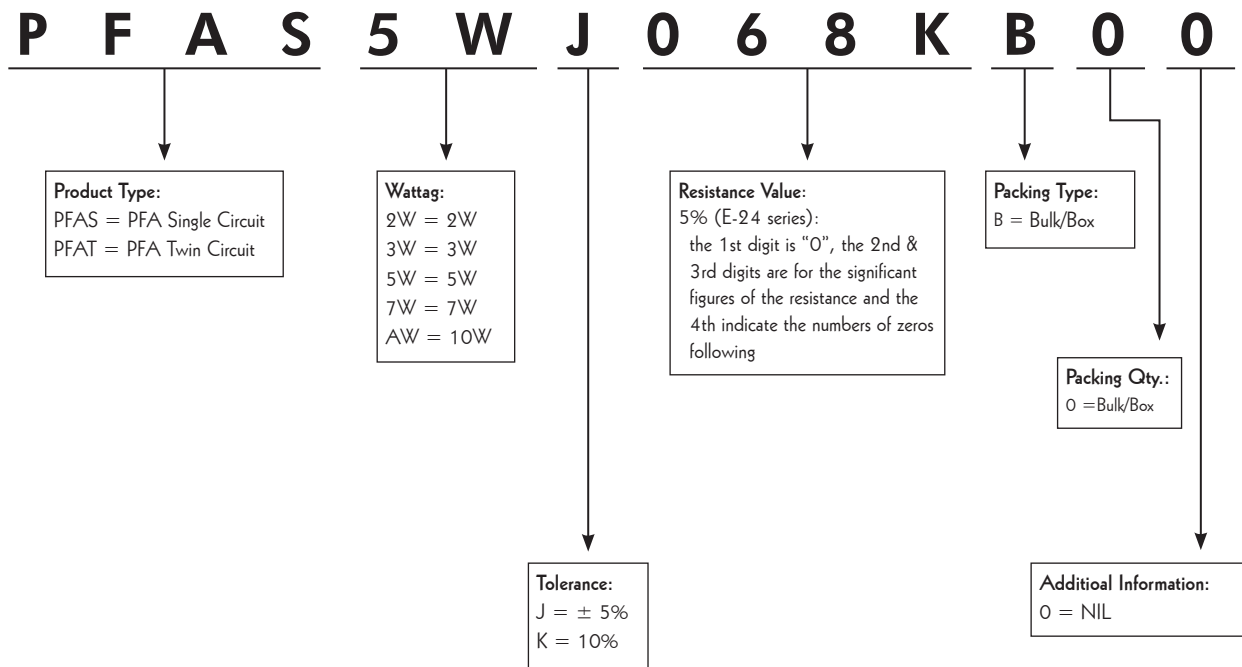 P F A S 5 W J 0 6 8 K B 0 0
Product Type:
PFAS = PFA Single Circuit
PFAT = PFA Twin Circuit
Wattag:
2W = 2W
3W = 3W
5W = 5W
7W = 7W
AW = 10W
Resistance Value:
5% (E-24 series):
the 1st digit is “0”, the 2nd &
3rd digits are for the significant
figures of the resistance and the
4th indicate the numbers of zeros
following
Packing Type:
B = Bulk/Box
Packing Qty.:
0 =Bulk/Box
Tolerance:
J = ± 5%
K = 10%
Additioal Information:
0 = NIL